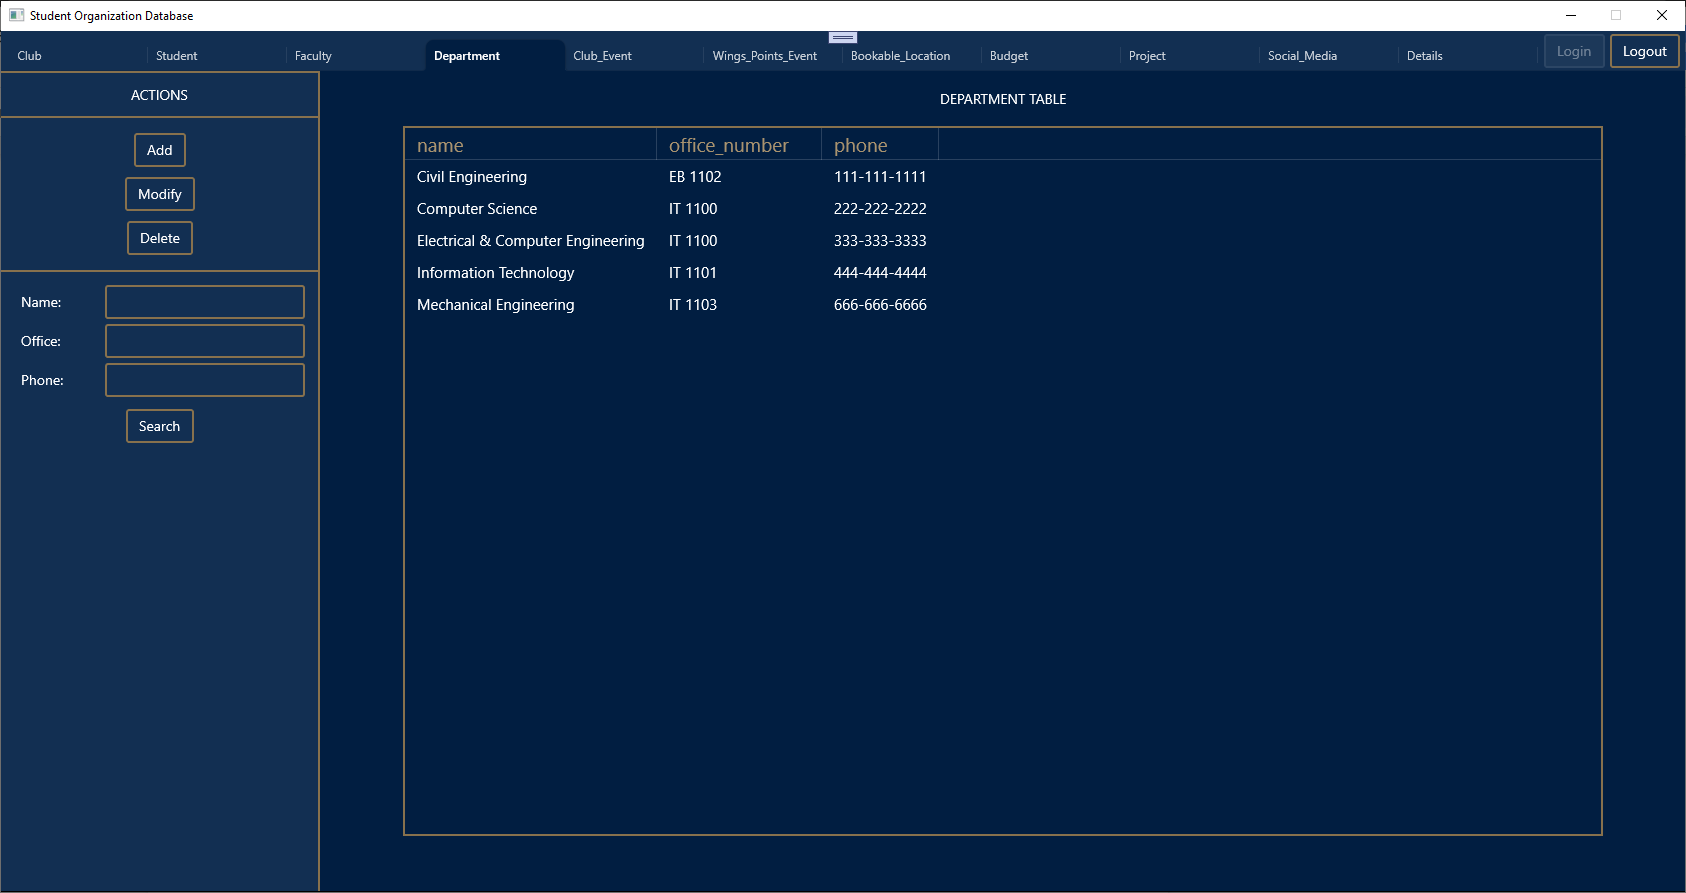 Student Organization Database
Club Student Faculty Department Club_Event Wings_Points_Event Bookable_Location Budget Project Social_Media Details Login Logout
ACTIONS
Add
Modify
Delete
Name:
Office:
Phone:
Search
DEPARTMENT TABLE
name office_number phone
Civil Engineering EB 1102 111-111-1111
Computer Science IT 1100 222-222-2222
Electrical & Computer Engineering IT 1100 333-333-3333
Information Technology IT 1101 444-444-4444
Mechanical Engineering IT 1103 666-666-6666